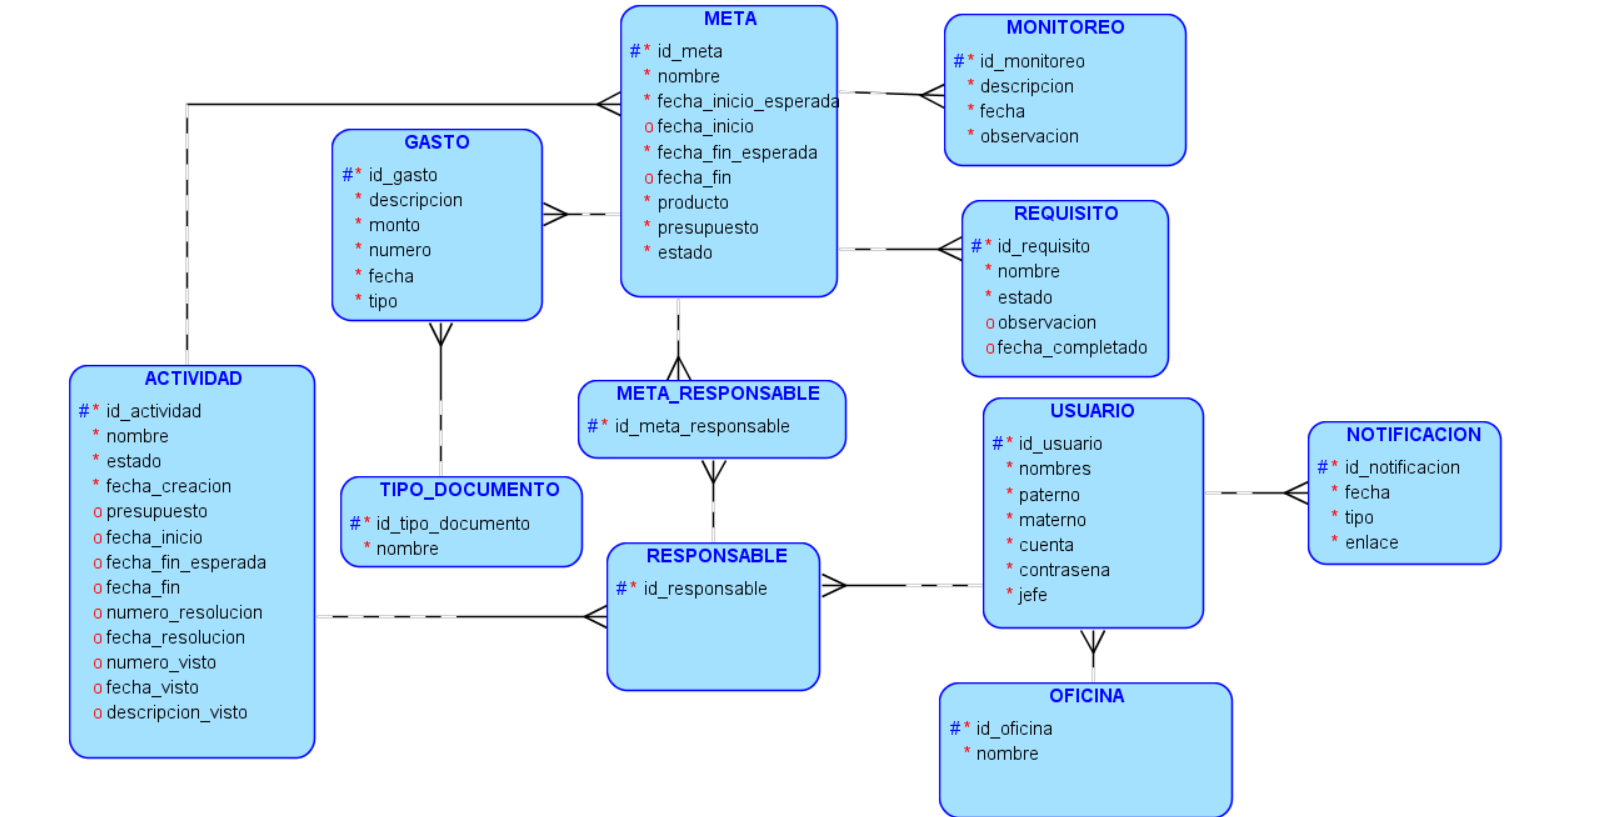 META
#* id_meta
* nombre
* fecha_inicio_esperada
o fecha_inicio
* fecha_fin_esperada
o fecha_fin
* producto
* presupuesto
* estado
MONITOREO
#* id_monitoreo
* descripcion
* fecha
* observacion
GASTO
#* id_gasto
* descripcion
* monto
* numero
* fecha
* tipo
REQUISITO
#* id_requisito
* nombre
* estado
o observacion
o fecha_completado
ACTIVIDAD
#* id_actividad
* nombre
* estado
* fecha_creacion
o presupuesto
o fecha_inicio
o fecha_fin_esperada
o fecha_fin
o numero_resolucion
o fecha_resolucion
o numero_visto
o fecha_visto
o descripcion_visto
META_RESPONSABLE
#* id_meta_responsable
USUARIO
#* id_usuario
* nombres
* paterno
* materno
* cuenta
* contrasena
* jefe
NOTIFICACION
#* id_notificacion
* fecha
* tipo
* enlace
TIPO_DOCUMENTO
#* id_tipo_documento
* nombre
RESPONSABLE
#* id_responsable
OFICINA
#* id_oficina
* nombre